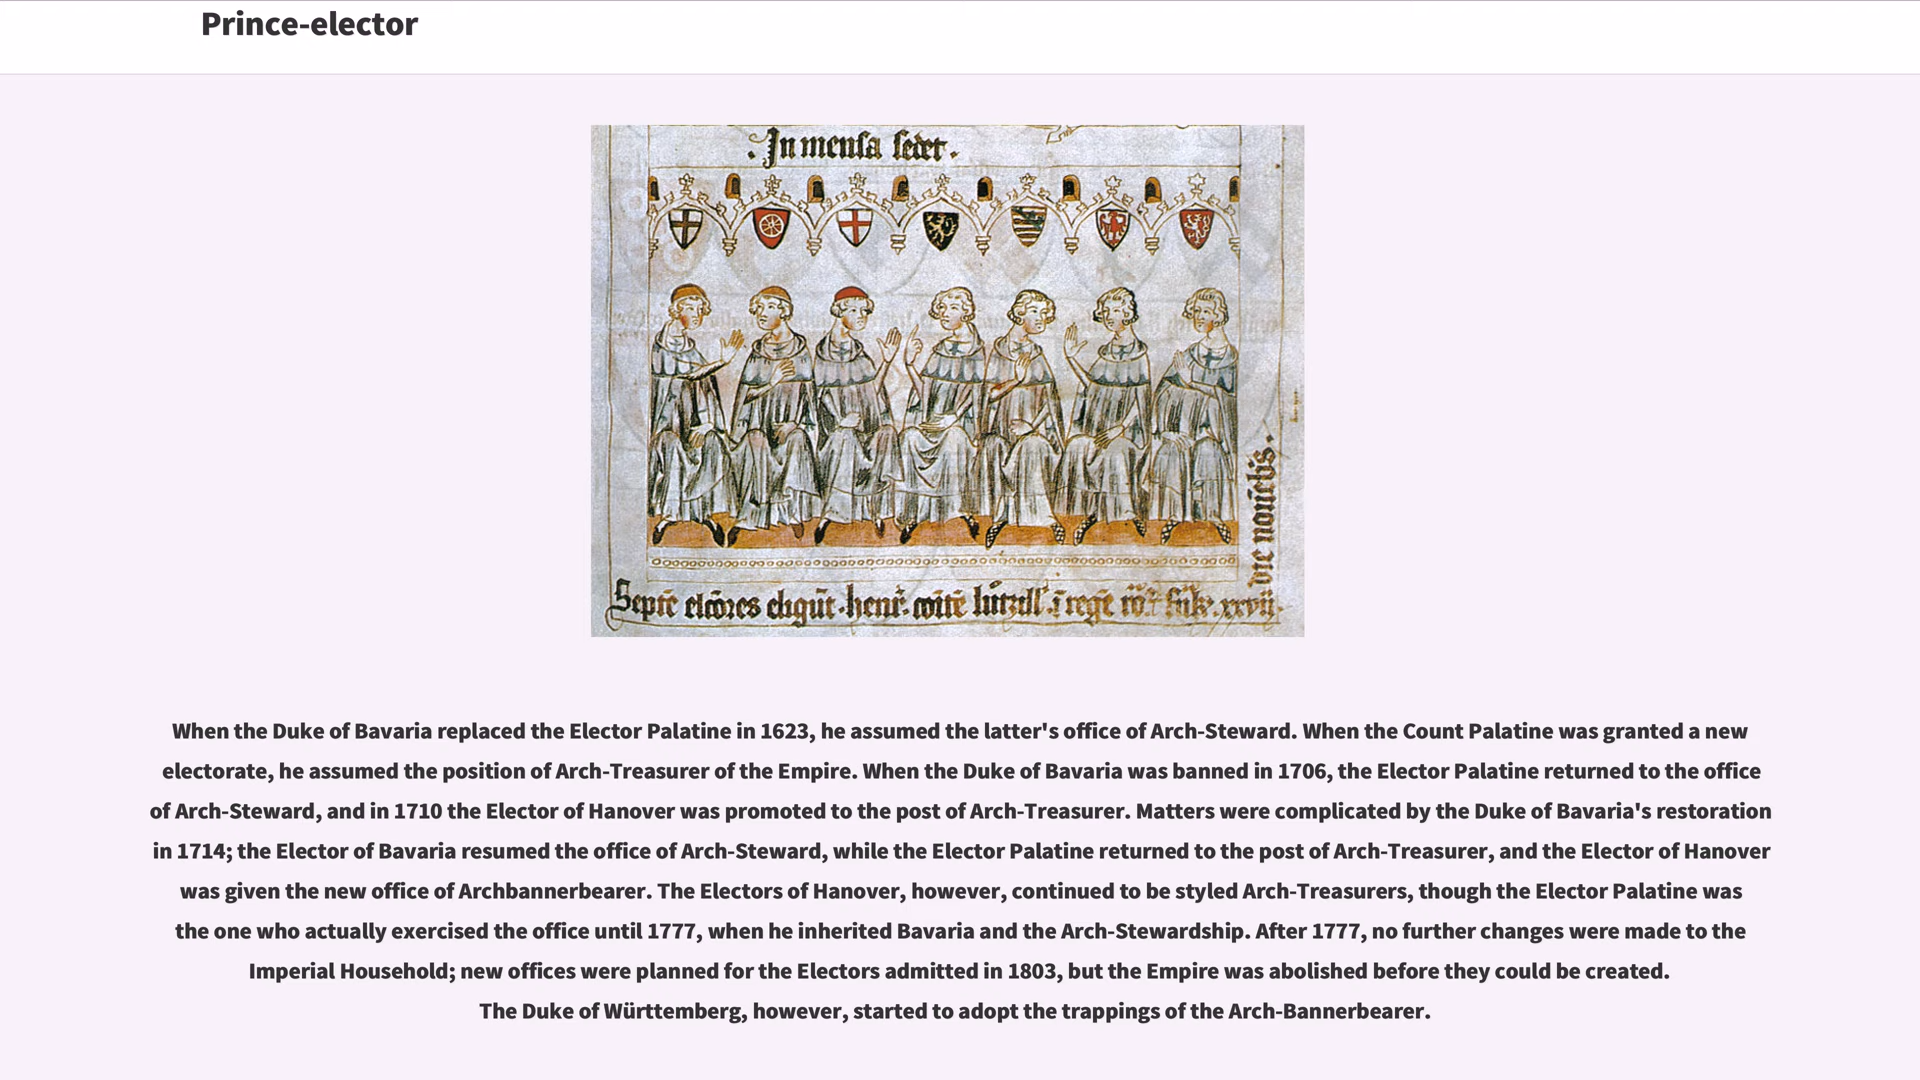 Prince-elector
. In mensa sedet .
die novebis.
Septe eligut henr. comite
When the Duke of Bavaria replaced the Elector Palatine in 1623, he assumed the latter's office of Arch-Steward. When the Count Palatine was granted a new
electorate, he assumed the position of Arch-Treasurer of the Empire. When the Duke of Bavaria was banned in 1706, the Elector Palatine returned to the office
of Arch-Steward, and in 1710 the Elector of Hanover was promoted to the post of Arch-Treasurer. Matters were complicated by the Duke of Bavaria's restoration
in 1714; the Elector of Bavaria resumed the office of Arch-Steward, while the Elector Palatine returned to the post of Arch-Treasurer, and the Elector of Hanover
was given the new office of Archbannerbearer. The Electors of Hanover, however, continued to be styled Arch-Treasurers, though the Elector Palatine was
the one who actually exercised the office until 1777, when he inherited Bavaria and the Arch-Stewardship. After 1777, no further changes were made to the
Imperial Household; new offices were planned for the Electors admitted in 1803, but the Empire was abolished before they could be created.
The Duke of Württemberg, however, started to adopt the trappings of the Arch-Bannerbearer.